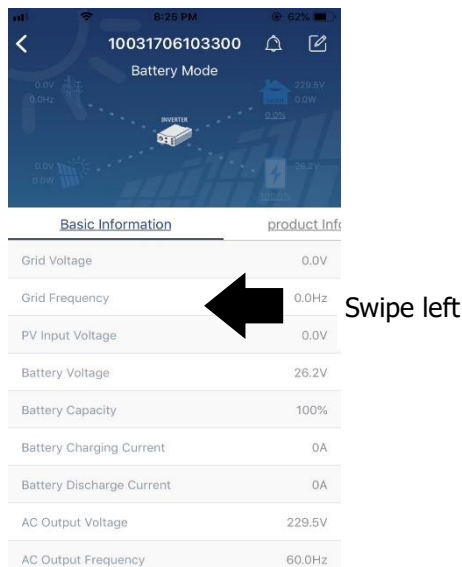 8:26 PM
62%
10031706103300
Battery Mode
0.0V
0.0Hz
229.5V
0.0W
0.0%
INVERTER
0.0V
0.0W
26.2V
100.0%
Basic Information
product Info
Grid Voltage 0.0V
Grid Frequency 0.0Hz
Swipe left
PV Input Voltage 0.0V
Battery Voltage 26.2V
Battery Capacity 100%
Battery Charging Current 0A
Battery Discharge Current 0A
AC Output Voltage 229.5V
AC Output Frequency 60.0Hz